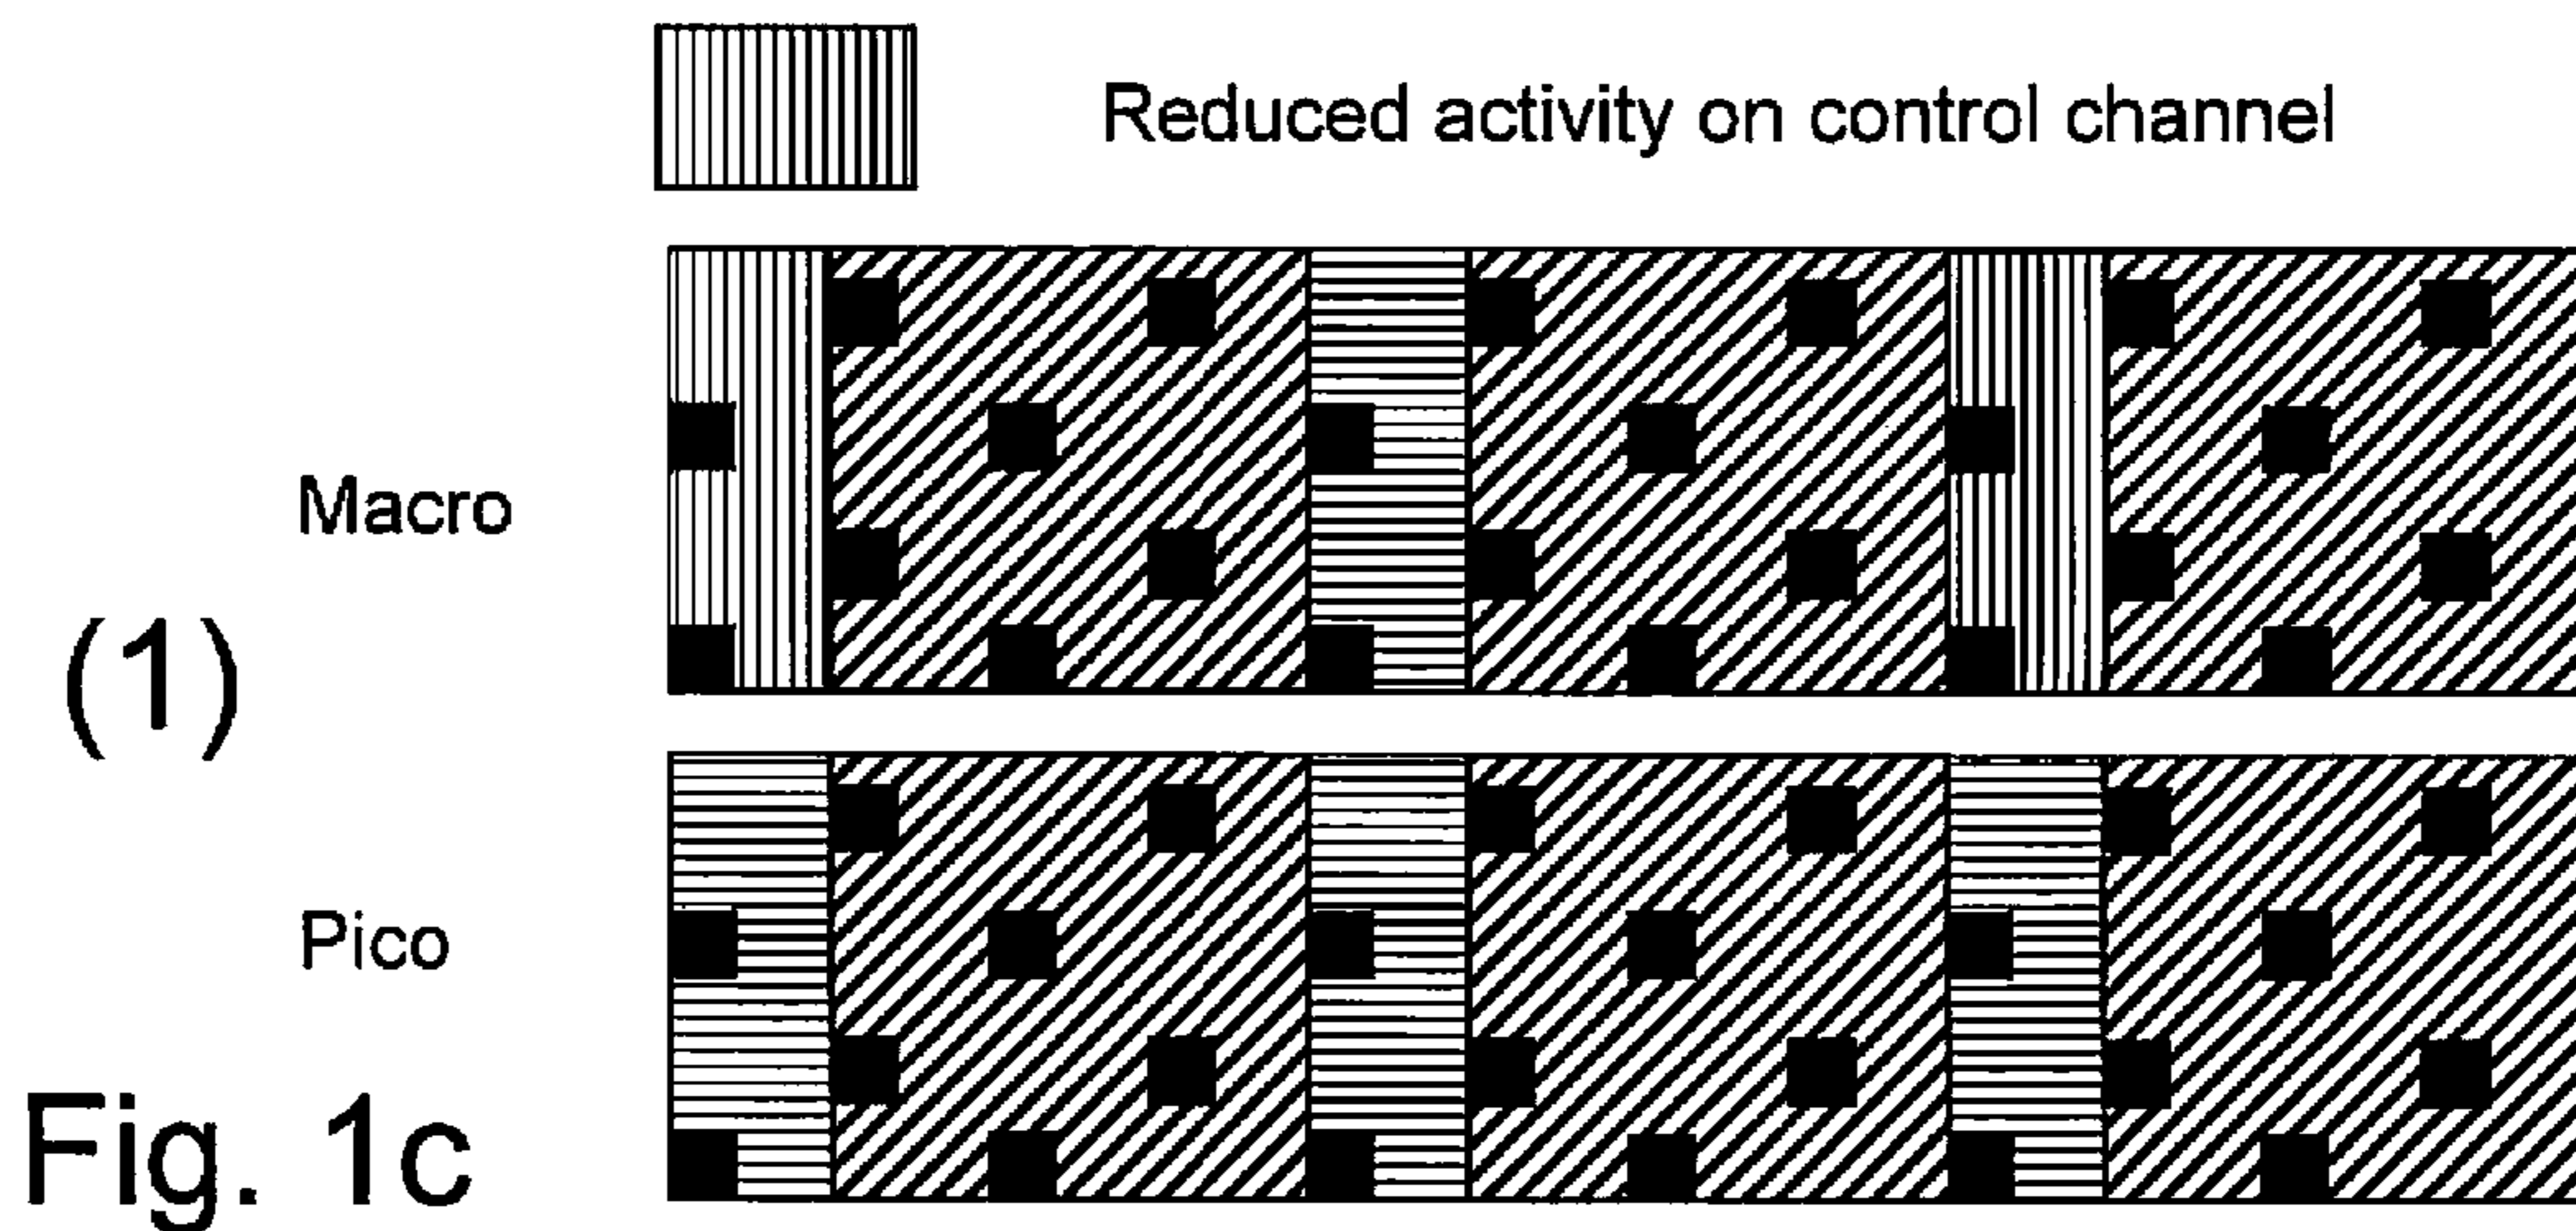 Reduced activity on control channel
Macro
(1)
Pico
Fig. 1c